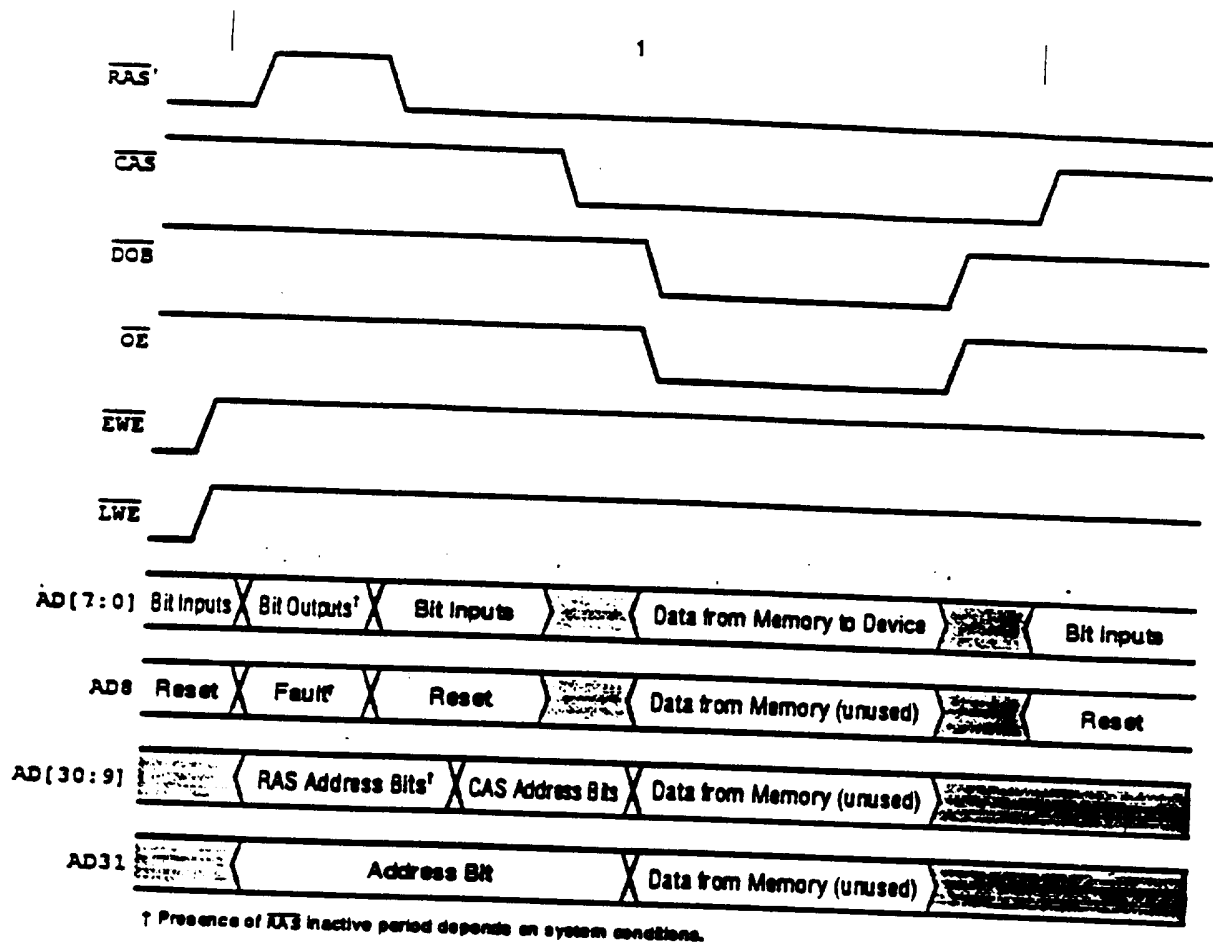 1
RAS'
CAS
DOB
OE
EWE
LWE
AD[7:0] Bit Inputs Bit Outputs† Bit Inputs Data from Memory to Device Bit Inputs
AD8 Reset Fault† Reset Data from Memory (unused) Reset
AD[30:9] RAS Address Bits† CAS Address Bits Data from Memory (unused)
AD31 Address Bit Data from Memory (unused)
† Presence of RAS inactive period depends on system conditions.